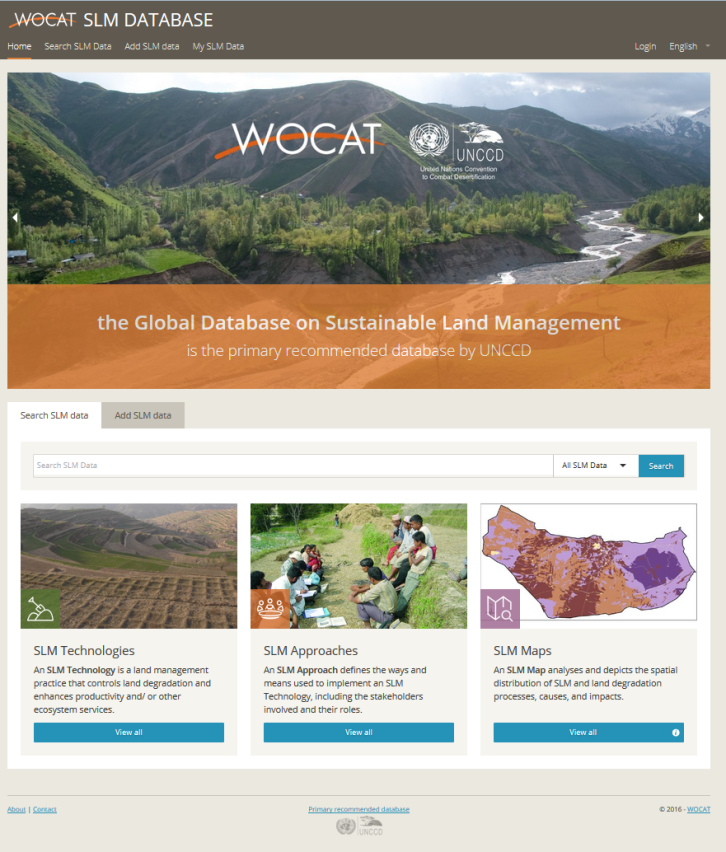 WOCAT SLM DATABASE
Home Search SLM Data Add SLM data My SLM Data Login English
WOCAT
UNCCD
United Nations Convention
to Combat Desertification
the Global Database on Sustainable Land Management
is the primary recommended database by UNCCD
Search SLM data Add SLM data
Search SLM Data All SLM Data Search
SLM Technologies
An SLM Technology is a land management
practice that controls land degradation and
enhances productivity and/ or other
ecosystem services.
View all
SLM Approaches
An SLM Approach defines the ways and
means used to implement an SLM
Technology, including the stakeholders
involved and their roles.
View all
SLM Maps
An SLM Map analyses and depicts the spatial
distribution of SLM and land degradation
processes, causes, and impacts.
View all
About | Contact Primary recommended database © 2016 - WOCAT
UNCCD